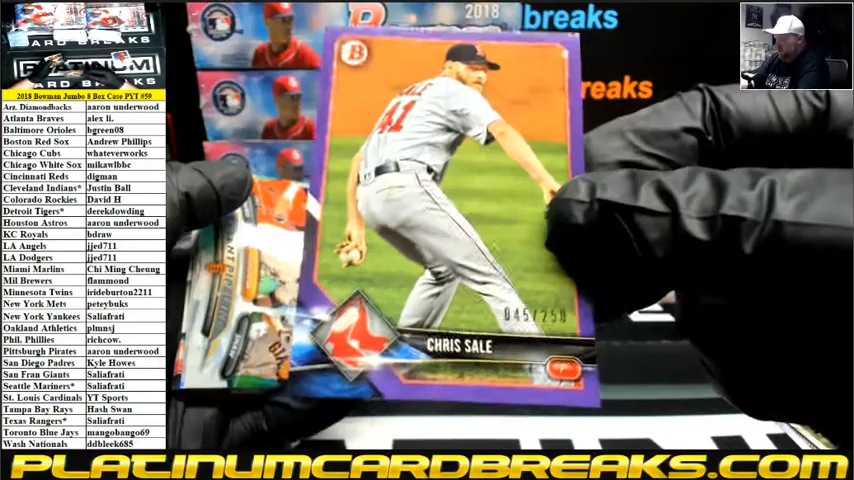 2018 Bowman Jumbo 8 Box Case PYT #59
Arz. Diamondbacks aaron underwood
Atlanta Braves alex li.
Baltimore Orioles bgreen08
Boston Red Sox Andrew Phillips
Chicago Cubs whateverworks
Chicago White Sox mikawlbbc
Cincinnet Reds digman
Cleveland Indians* Justin Ball
Colorado Rockies David H
Detroit Tigers* derekdowding
Houston Astros aaron underwood
KC Royals bdraw
LA Angels jjed711
LA Dodgers jjed711
Miami Marlins Chi Ming Cheung
Mil Brewers flammond
Minnesota Twins irideburton2211
New York Mets peteybuks
New York Yankees Saliafrati
Oakland Athletics plmnsj
Phil. Phillies richcow.
Pittsburgh Pirates aaron underwood
San Diego Padres Kyle Howes
San Fran Giants Saliafrati
Seattle Mariners* Saliafrati
St. Louis Cardinals YT Sports
Tampa Bay Rays Hash Swan
Texas Rangers* Saliafrati
Toronto Blue Jays mangobango69
Wash Nationals ddbleek685
CARD BREAKS
PLATINUM
CARD BREAKS
2018
breaks
reaks
B
41
045/250
CHRIS SALE
PLATINUMCARDBREAKS.COM